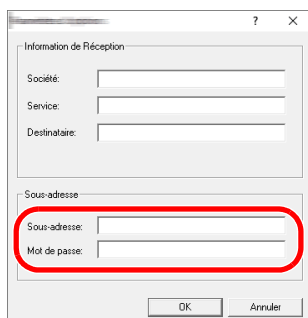 Information de Réception
Société:
Service:
Destinataire:
Sous-adresse
Sous-adresse:
Mot de passe:
OK Annuler